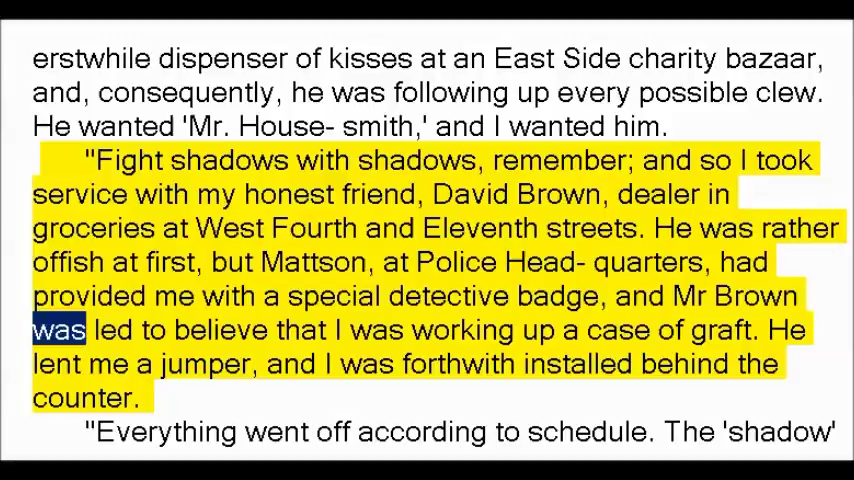 erstwhile dispenser of kisses at an East Side charity bazaar,
and, consequently, he was following up every possible clew.
He wanted 'Mr. House- smith,' and I wanted him.
"Fight shadows with shadows, remember; and so I took
service with my honest friend, David Brown, dealer in
groceries at West Fourth and Eleventh streets. He was rather
offish at first, but Mattson, at Police Head- quarters, had
provided me with a special detective badge, and Mr Brown
was led to believe that I was working up a case of graft. He
lent me a jumper, and I was forthwith installed behind the
counter.
"Everything went off according to schedule. The 'shadow'